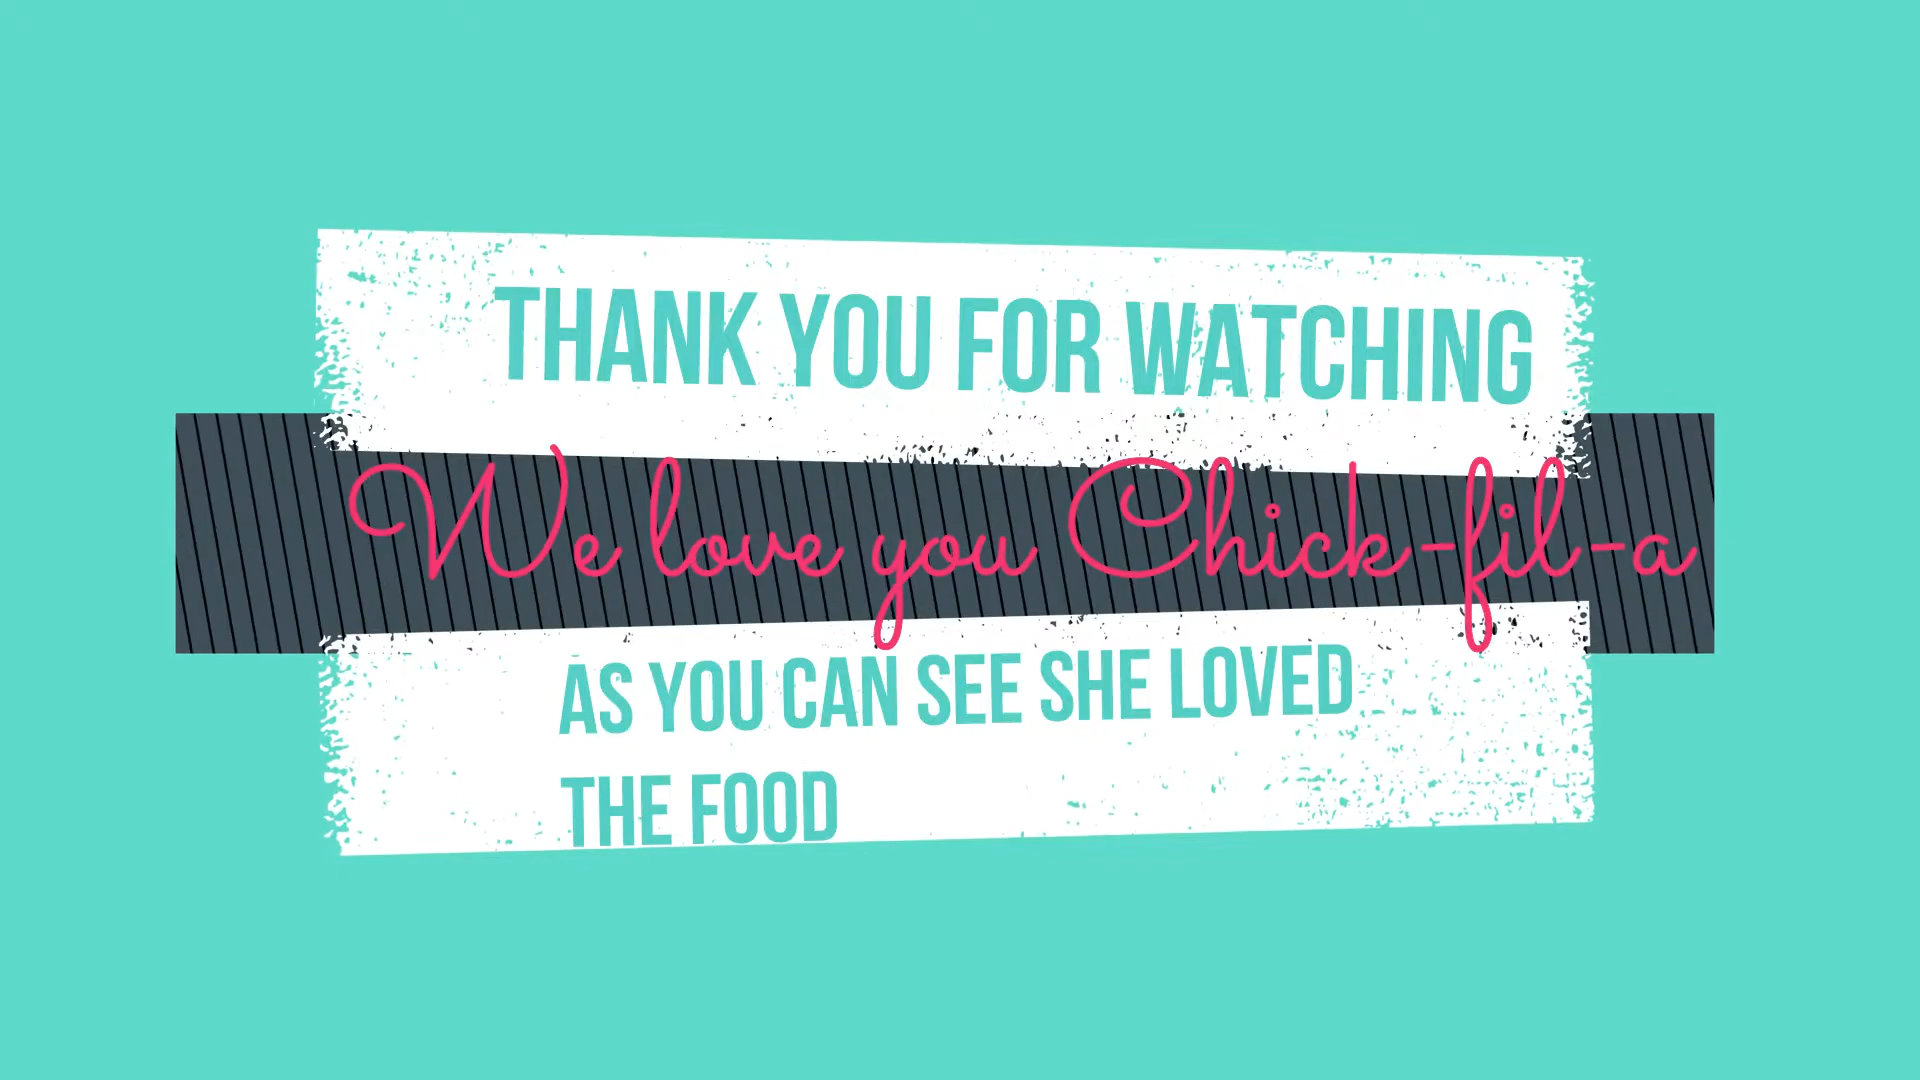 THANK YOU FOR WATCHING
We love you Chick-fil-a
AS YOU CAN SEE SHE LOVED
THE FOOD